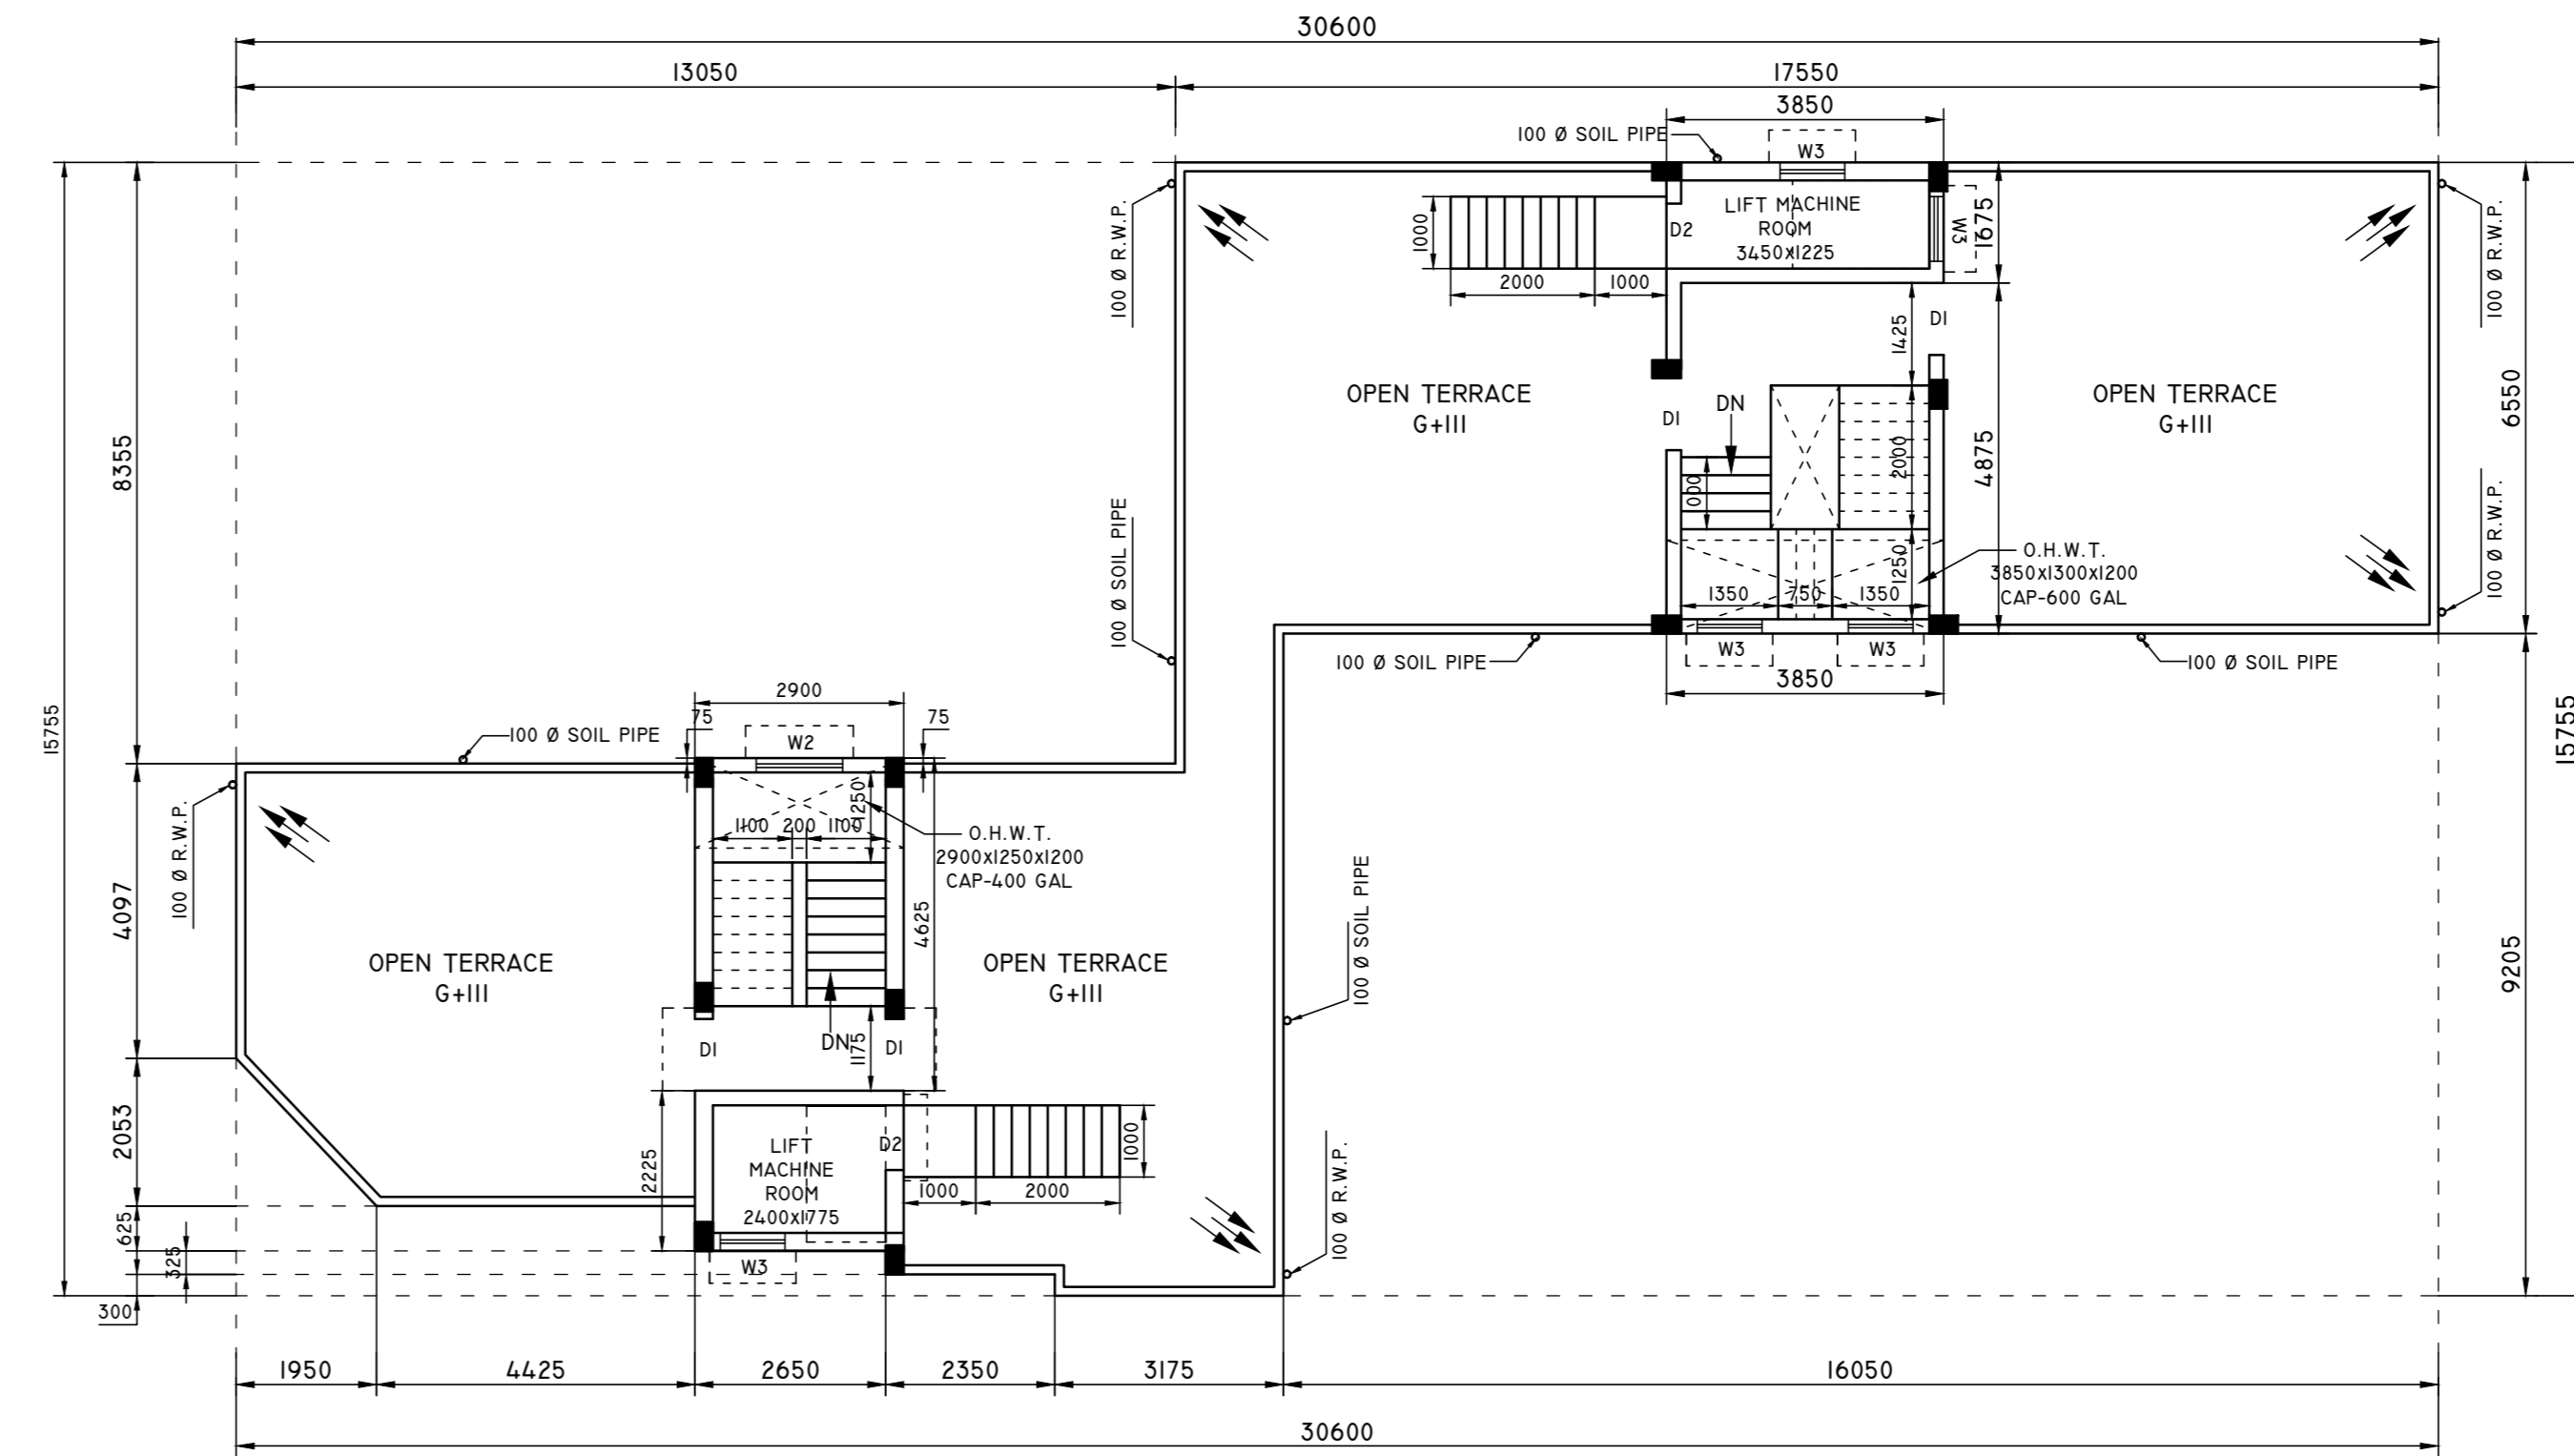 30600
13050
17550
3850
100 Ø SOIL PIPE
W3
LIFT MACHINE
ROOM
3450X1225
D2
W3
1675
1000
2000
1000
100 Ø R.W.P.
100 Ø R.W.P.
1425
D1
OPEN TERRACE
G+III
D1
DN
OPEN TERRACE
G+III
6550
8355
2000
4875
1000
100 Ø R.W.P.
100 Ø SOIL PIPE
1250
O.H.W.T.
3850X1300X1200
CAP-600 GAL
1350
750
1350
W3
W3
100 Ø SOIL PIPE
100 Ø SOIL PIPE
3850
15755
15755
2900
75
75
100 Ø SOIL PIPE
W2
1250
1100
200
1100
O.H.W.T.
2900X1250X1200
CAP-400 GAL
100 Ø R.W.P.
4097
4625
100 Ø SOIL PIPE
OPEN TERRACE
G+III
OPEN TERRACE
G+III
9205
D1
DN
1175
D1
2053
2225
LIFT
MACHINE
ROOM
2400X1775
D2
1000
1000
2000
100 Ø R.W.P.
625
325
W3
300
1950
4425
2650
2350
3175
16050
30600